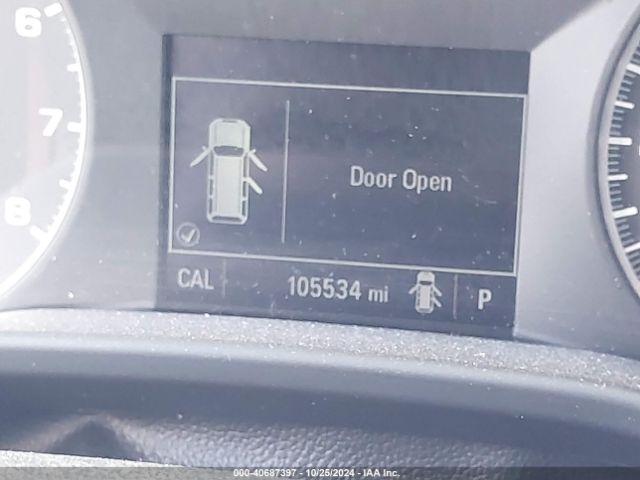 6
7
8
Door Open
CAL 105534 mi P
000-40687397 - 10/25/2024 - IAA Inc.